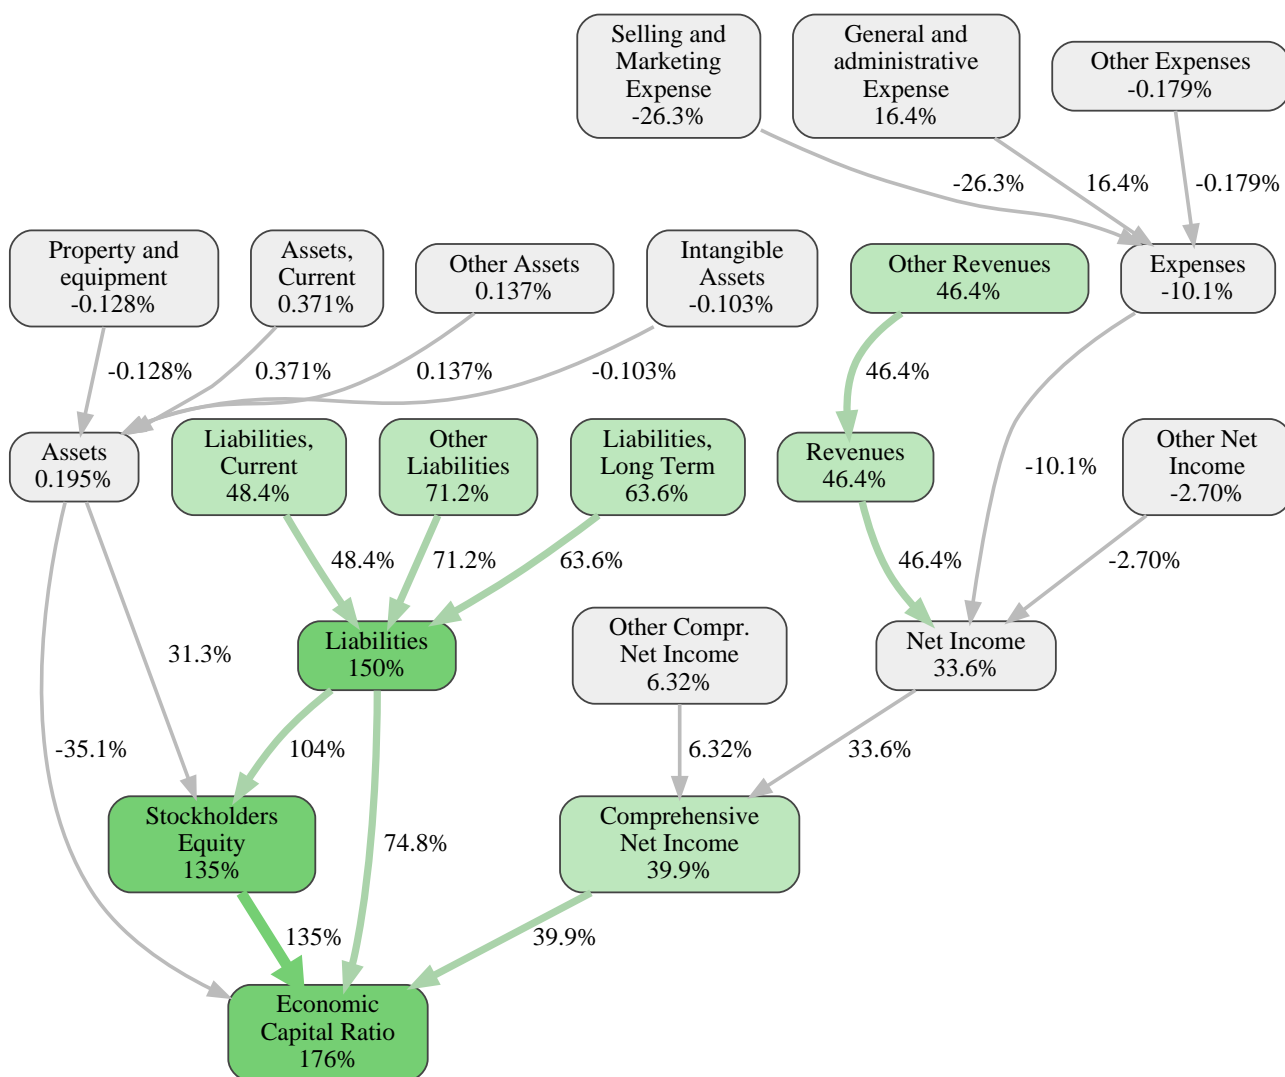 Selling and
Marketing
Expense
-26.3%
General and
administrative
Expense
16.4%
Other Expenses
-0.179%
-26.3%
16.4%
-0.179%
Property and
equipment
-0.128%
Assets,
Current
0.371%
Other Assets
0.137%
Intangible
Assets
-0.103%
Other Revenues
46.4%
Expenses
-10.1%
-0.128%
0.371%
0.137%
-0.103%
46.4%
Assets
0.195%
Liabilities,
Current
48.4%
Other
Liabilities
71.2%
Liabilities,
Long Term
63.6%
Revenues
46.4%
-10.1%
Other Net
Income
-2.70%
48.4%
71.2%
63.6%
46.4%
-2.70%
31.3%
Liabilities
150%
Other Compr.
Net Income
6.32%
Net Income
33.6%
-35.1%
104%
6.32%
33.6%
Stockholders
Equity
135%
74.8%
Comprehensive
Net Income
39.9%
135%
39.9%
Economic
Capital Ratio
176%